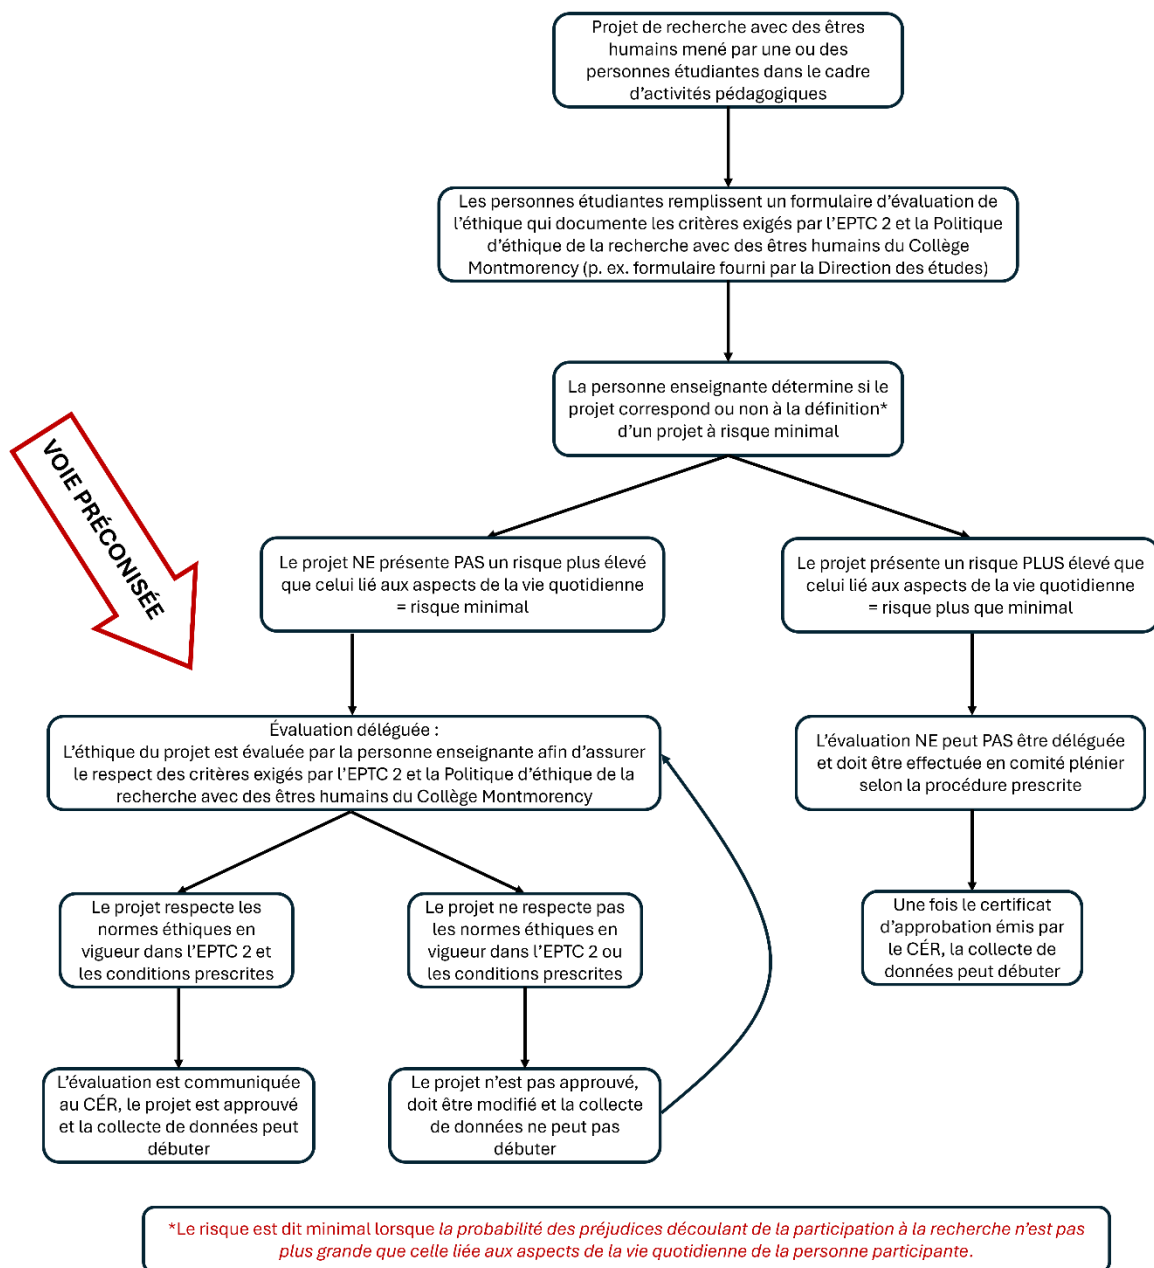 Projet de recherche avec des êtres
humains mené par une ou des
personnes étudiantes dans le cadre
d'activités pédagogiques
Les personnes étudiantes remplissent un formulaire d'évaluation de
l'éthique qui documente les critères exigés par l'EPTC 2 et la Politique
d'éthique de la recherche avec des êtres humains du Collège
Montmorency (p. ex. formulaire fourni par la Direction des études)
La personne enseignante détermine si le
projet correspond ou non à la définition*
d'un projet à risque minimal
VOIE PRÉCONISÉE
Le projet NE présente PAS un risque plus élevé
que celui lié aux aspects de la vie quotidienne
= risque minimal
Le projet présente un risque PLUS élevé que
celui lié aux aspects de la vie quotidienne
= risque plus que minimal
Évaluation déléguée :
L'éthique du projet est évaluée par la personne enseignante afin d'assurer
le respect des critères exigés par l'EPTC 2 et la Politique d'éthique de la
recherche avec des êtres humains du Collège Montmorency
L'évaluation NE peut PAS être déléguée
et doit être effectuée en comité plénier
selon la procédure prescrite
Le projet respecte les
normes éthiques en
vigueur dans l'EPTC 2 et
les conditions prescrites
Le projet ne respecte pas
les normes éthiques en
vigueur dans l'EPTC 2 ou
les conditions prescrites
Une fois le certificat
d'approbation émis par
le CÉR, la collecte de
données peut débuter
L'évaluation est communiquée
au CÉR, le projet est approuvé
et la collecte de données peut
débuter
Le projet n'est pas approuvé,
doit être modifié et la collecte
de données ne peut pas
débuter
*Le risque est dit minimal lorsque la probabilité des préjudices découlant de la participation à la recherche n'est pas
plus grande que celle liée aux aspects de la vie quotidienne de la personne participante.